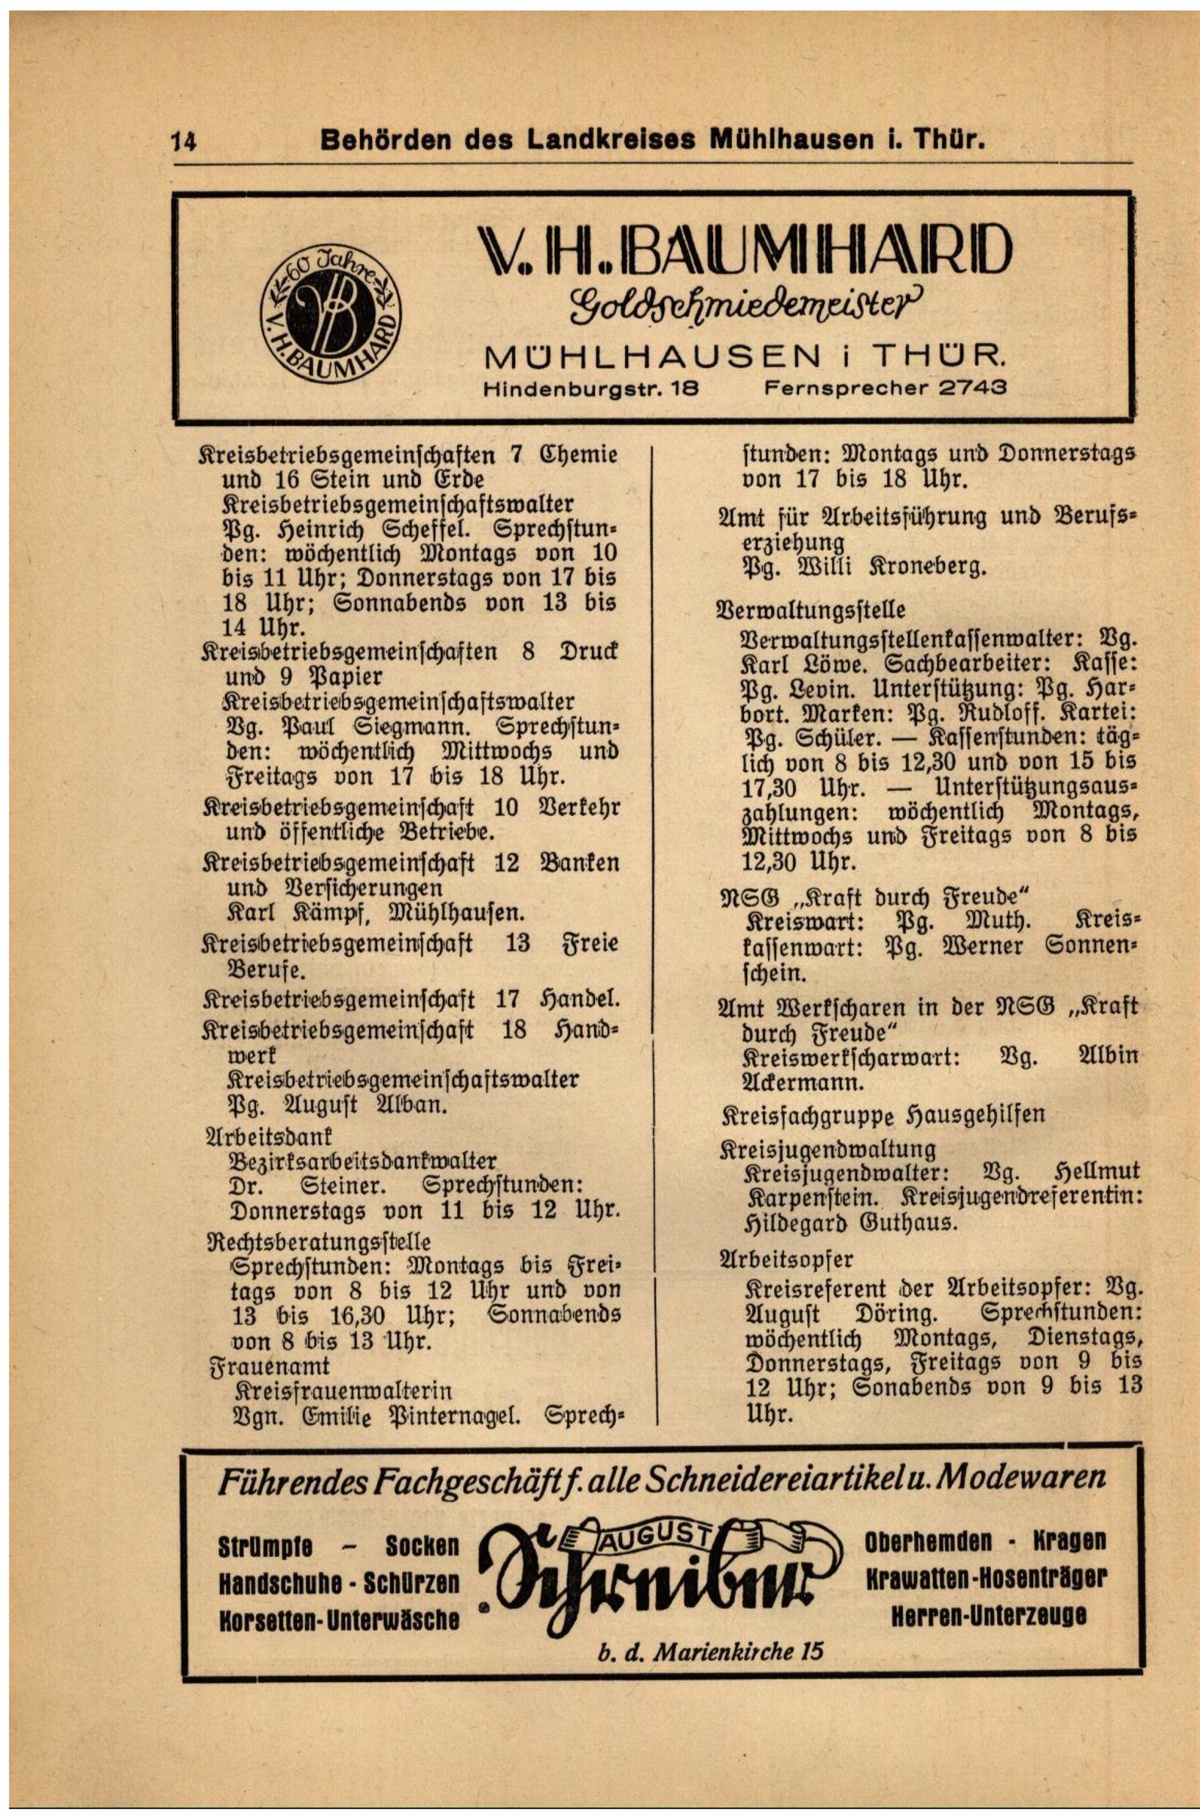 14 Behörden des Landkreises Mühlhausen i. Thür.
60 Jahre
V.H.BAUMHARD
V.H.BAUMHARD
Goldschmiedemeister
MÜHLHAUSEN i THÜR.
Hindenburgstr. 18 Fernsprecher 2743
Kreisbetriebsgemeinschaften 7 Chemie
und 16 Stein und Erde
Kreisbetriebsgemeinschaftswalter
Pg. Heinrich Scheffel. Sprechstun-
den: wöchentlich Montags von 10
bis 11 Uhr; Donnerstags von 17 bis
18 Uhr; Sonnabends von 13 bis
14 Uhr.
Kreisbetriebsgemeinschaften 8 Druck
und 9 Papier
Kreisbetriebsgemeinschaftswalter
Vg. Paul Siegmann. Sprechstun-
den: wöchentlich Mittwochs und
Freitags von 17 bis 18 Uhr.
Kreisbetriebsgemeinschaft 10 Verkehr
und öffentliche Betriebe.
Kreisbetriebsgemeinschaft 12 Banken
und Versicherungen
Karl Kämpf, Mühlhausen.
Kreisbetriebsgemeinschaft 13 Freie
Berufe.
Kreisbetriebsgemeinschaft 17 Handel.
Kreisbetriebsgemeinschaft 18 Hand-
werk
Kreisbetriebsgemeinschaftswalter
Pg. August Alban.
Arbeitsdank
Bezirksarbeitsdankwalter
Dr. Steiner. Sprechstunden:
Donnerstags von 11 bis 12 Uhr.
Rechtsberatungsstelle
Sprechstunden: Montags bis Frei-
tags von 8 bis 12 Uhr und von
13 bis 16,30 Uhr; Sonnabends
von 8 bis 13 Uhr.
Frauenamt
Kreisfrauenwalterin
Vgn. Emilie Pinternagel. Sprech-
stunden: Montags und Donnerstags
von 17 bis 18 Uhr.
Amt für Arbeitsführung und Berufs-
erziehung
Pg. Willi Kroneberg.
Verwaltungsstelle
Verwaltungsstellenkassenwalter: Vg.
Karl Löwe. Sachbearbeiter: Kasse:
Pg. Levin. Unterstützung: Pg. Har-
bort. Marken: Pg. Rudloff. Kartei:
Pg. Schüler. — Kassenstunden: täg-
lich von 8 bis 12,30 und von 15 bis
17,30 Uhr. — Unterstützungsaus-
zahlungen: wöchentlich Montags,
Mittwochs und Freitags von 8 bis
12,30 Uhr.
NSG „Kraft durch Freude“
Kreiswart: Pg. Muth. Kreis-
kassenwart: Pg. Werner Sonnen-
schein.
Amt Werkscharen in der NSG „Kraft
durch Freude“
Kreiswerkscharwart: Vg. Albin
Ackermann.
Kreisfachgruppe Hausgehilfen
Kreisjugendwaltung
Kreisjugendwalter: Vg. Hellmut
Karpenstein. Kreisjugendreferentin:
Hildegard Guthaus.
Arbeitsopfer
Kreisreferent der Arbeitsopfer: Vg.
August Döring. Sprechstunden:
wöchentlich Montags, Dienstags,
Donnerstags, Freitags von 9 bis
12 Uhr; Sonabends von 9 bis 13
Uhr.
Führendes Fachgeschäft f. alle Schneidereiartikel u. Modewaren
Strümpfe – Socken
Handschuhe - Schürzen
Korsetten-Unterwäsche
AUGUST
Schreiber
b. d. Marienkirche 15
Oberhemden - Kragen
Krawatten-Hosenträger
Herren-Unterzeuge